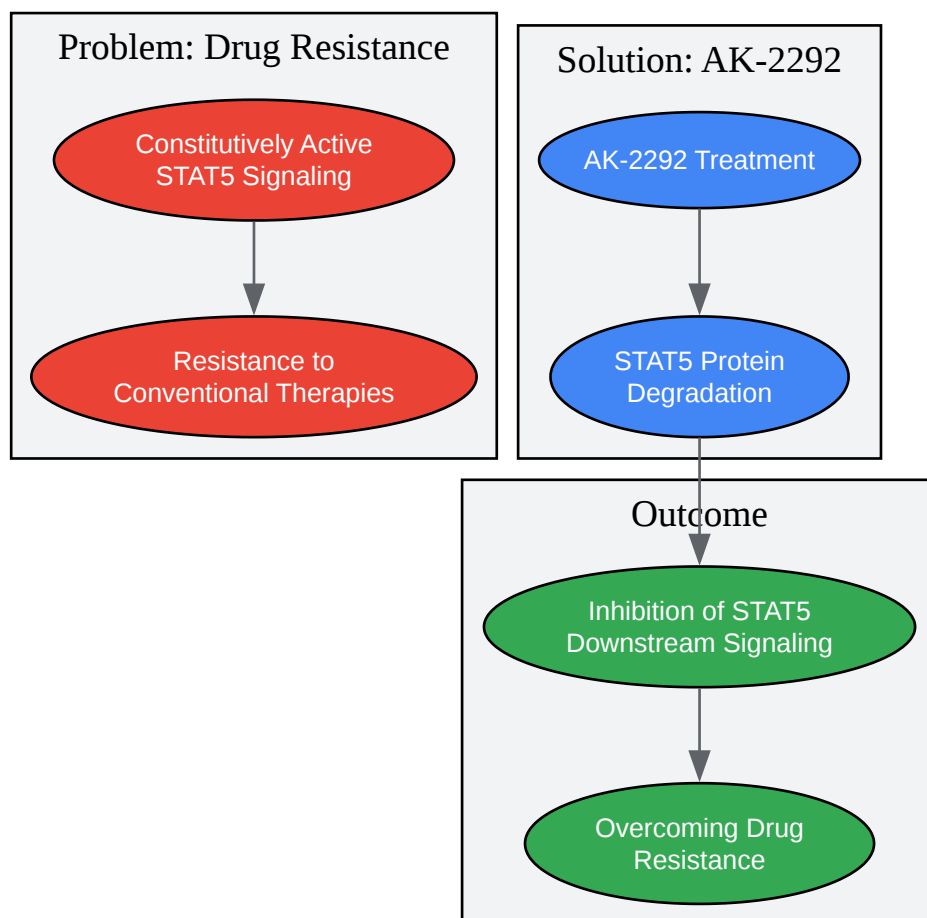 Problem: Drug Resistance
Constitutively Active
STAT5 Signaling
Resistance to
Conventional Therapies
Solution: AK-2292
AK-2292 Treatment
STAT5 Protein
Degradation
Outcome
Inhibition of STAT5
Downstream Signaling
Overcoming Drug
Resistance